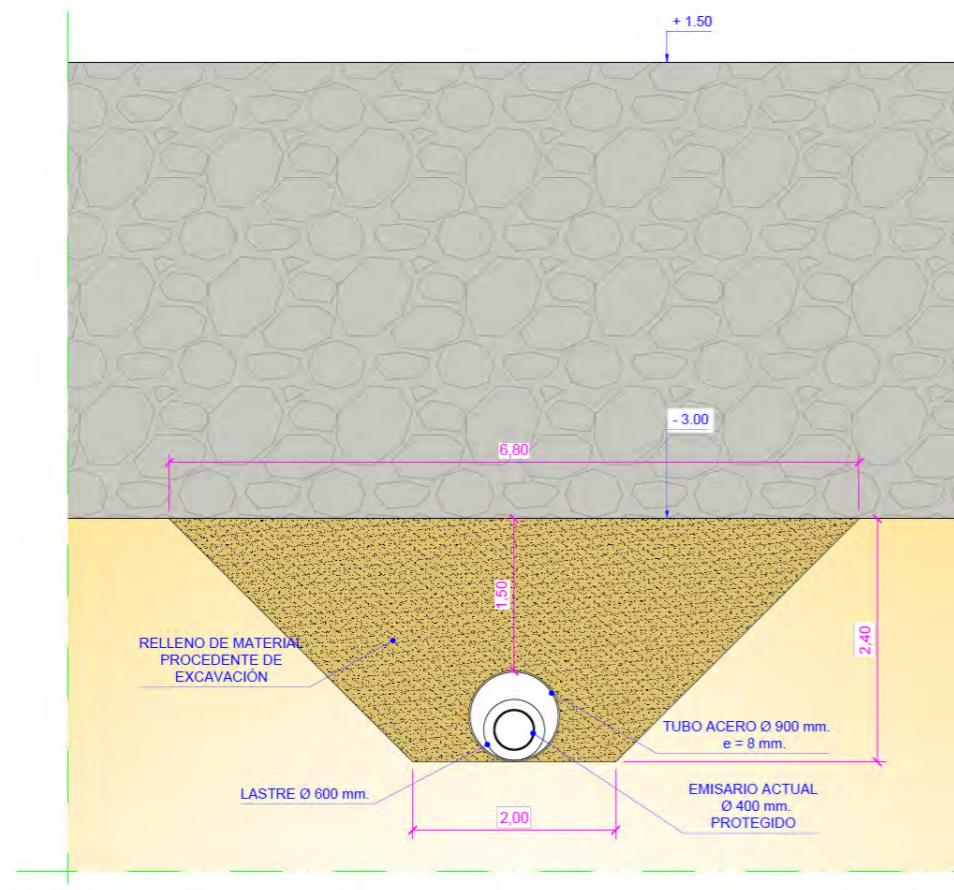 + 1.50
- 3.00
6,80
1,50
RELLENO DE MATERIAL
PROCEDENTE DE
EXCAVACIÓN
2,40
TUBO ACERO Ø 900 mm.
e = 8 mm.
LASTRE Ø 600 mm.
EMISARIO ACTUAL
Ø 400 mm.
PROTEGIDO
2,00